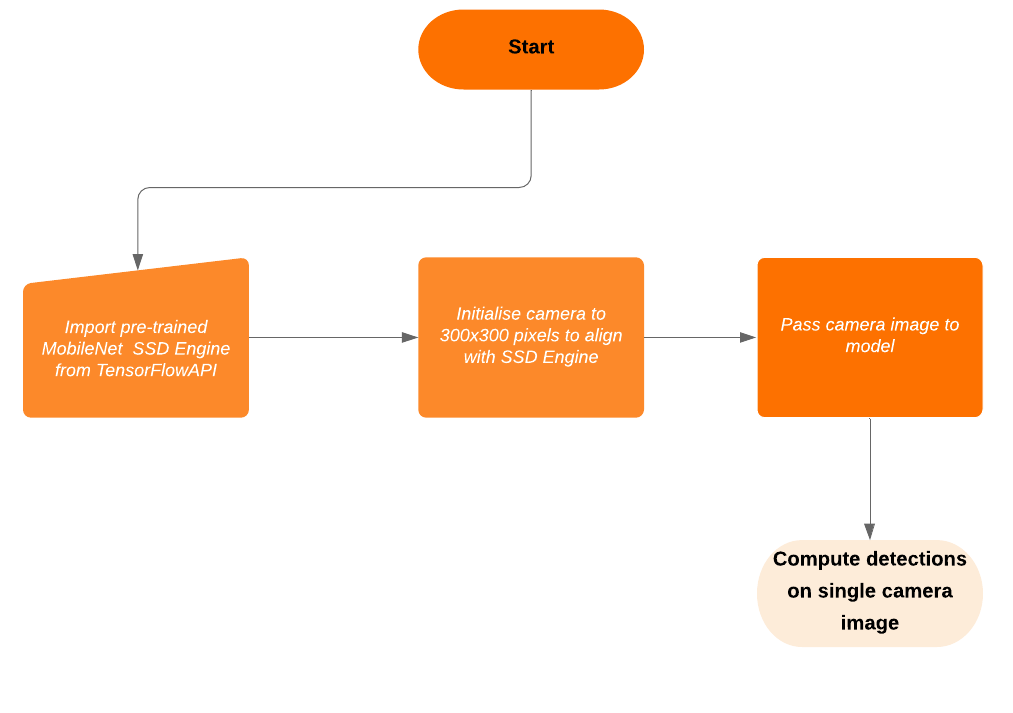 Start
Import pre-trained
MobileNet  SSD Engine
from TensorFlowAPI
Initialise camera to
300x300 pixels to align
with SSD Engine
Pass camera image to
model
Compute detections
on single camera
image